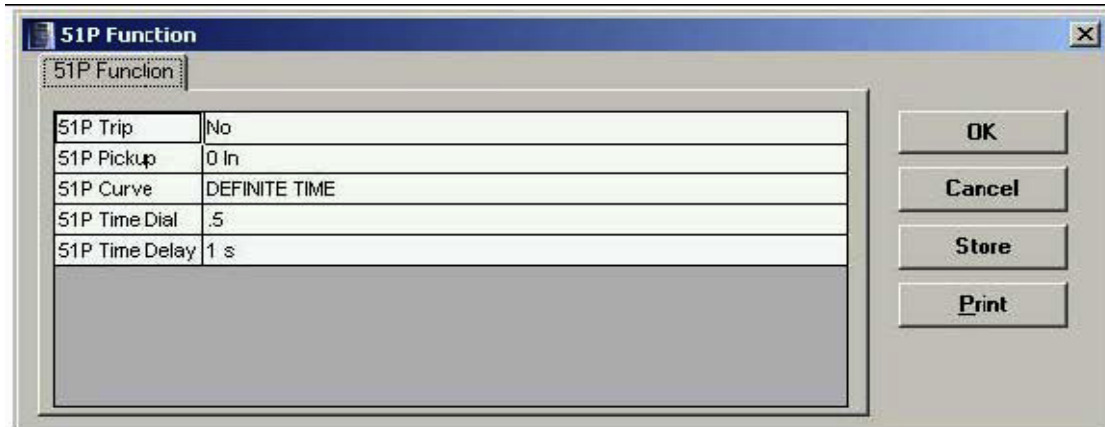 51P Function
51P Function
51P Trip No
51P Pickup 0 In
51P Curve DEFINITE TIME
51P Time Dial .5
51P Time Delay 1 s
OK
Cancel
Store
Print